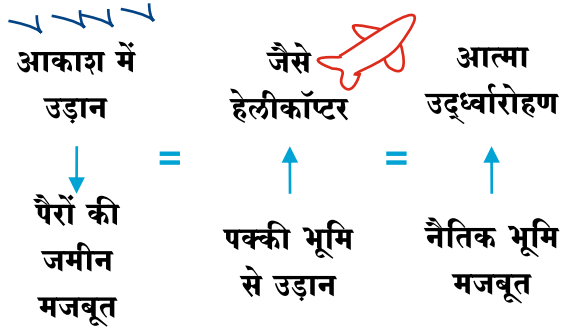 आकाश में
उड़ान
जैसे
हेलीकॉप्टर
आत्मा
उर्द्ध्वारोहण
=
=
पैरों की
जमीन
मजबूत
पक्की भूमि
से उड़ान
नैतिक भूमि
मजबूत